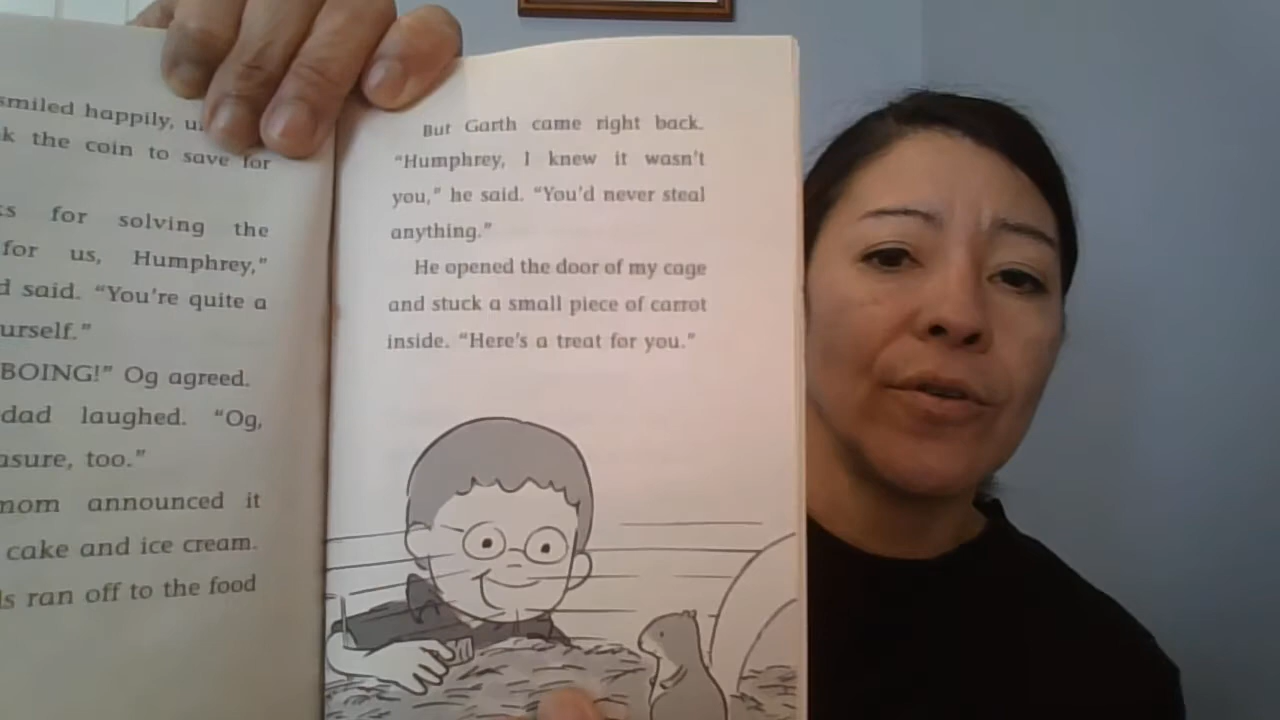 smiled happily,
the coin to save for
for solving the
for us, Humphrey,"
said. "You're quite a
BOING!" Og agreed.
dad laughed. "Og,
too."
mom announced it
cake and ice cream.
ran off to the food
But Garth came right back.
"Humphrey, I knew it wasn't
you," he said. "You'd never steal
anything."
He opened the door of my cage
and stuck a small piece of carrot
inside. "Here's a treat for you."